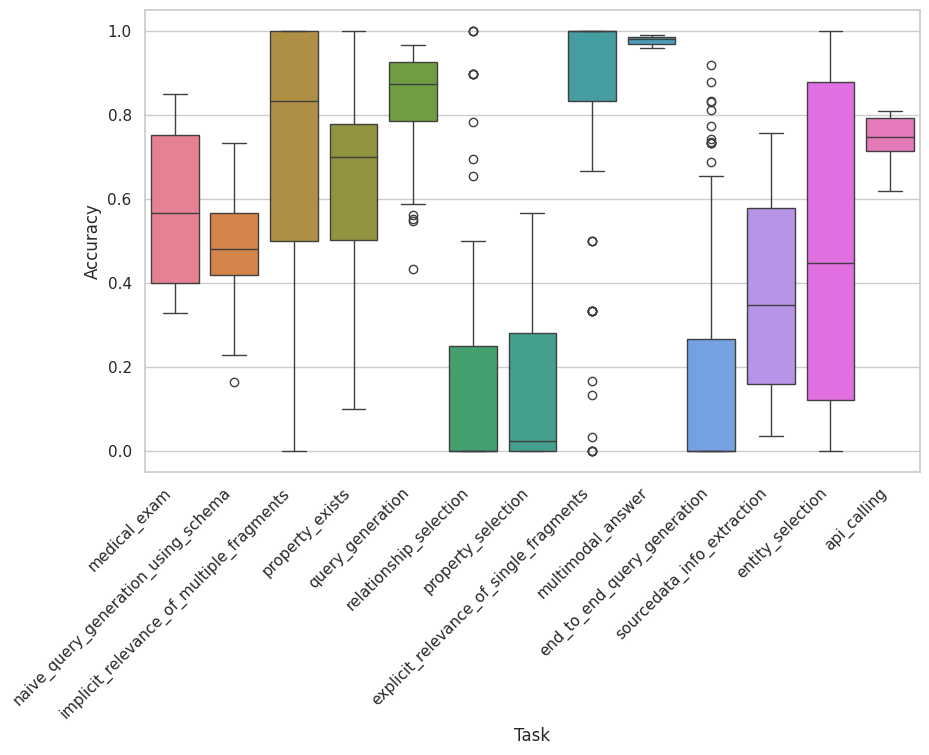 1.0
0.8
0.6
0.4
0.2
0.0
Accuracy
medical_exam
naive_query_generation_using_schema
implicit_relevance_of_multiple_fragments
property_exists
query_generation
relationship_selection
property_selection
explicit_relevance_of_single_fragments
multimodal_answer
end_to_end_query_generation
sourcedata_info_extraction
entity_selection
api_calling
Task